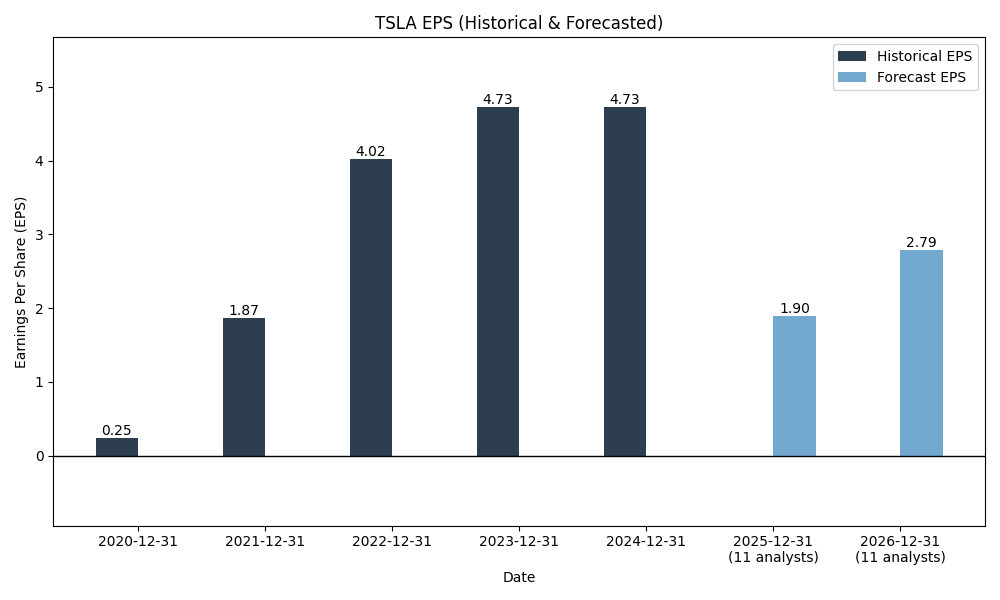 TSLA EPS (Historical & Forecasted)
Historical EPS
Forecast EPS
Earnings Per Share (EPS)
5
4
3
2
1
0
0.25
1.87
4.02
4.73
4.73
1.90
2.79
2020-12-31
2021-12-31
2022-12-31
2023-12-31
2024-12-31
2025-12-31
(11 analysts)
2026-12-31
(11 analysts)
Date